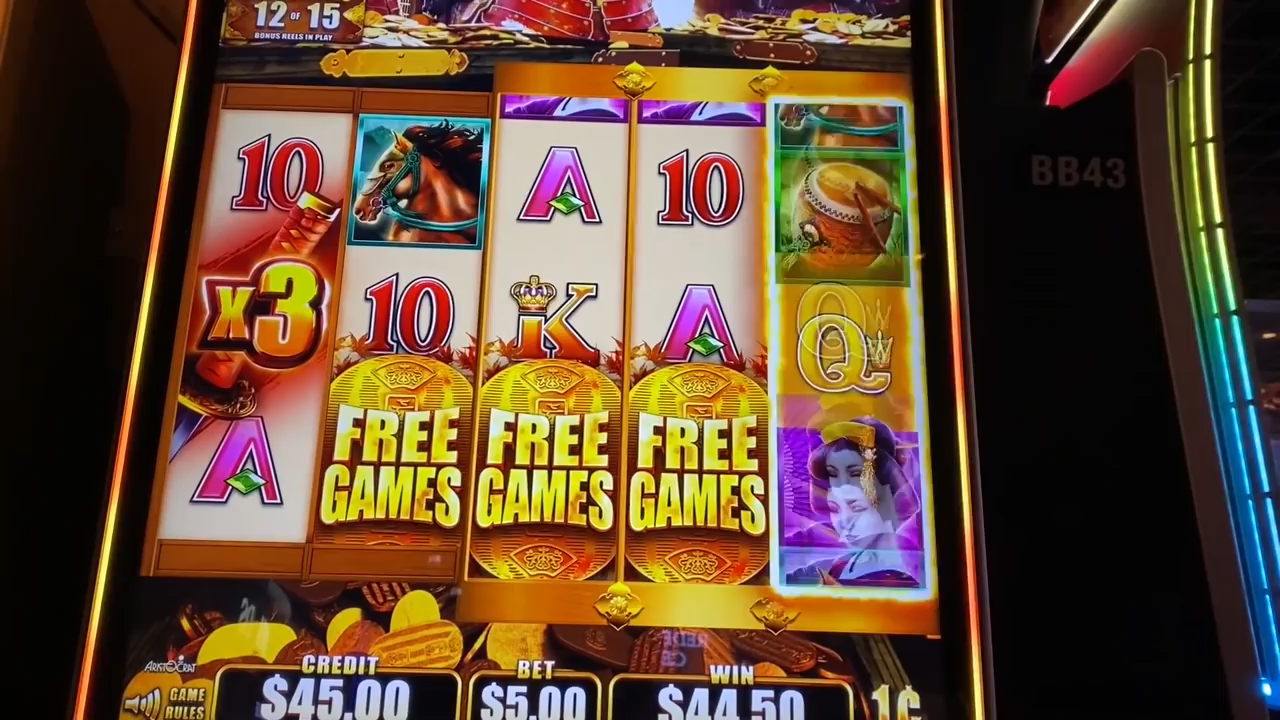 12 OF 15
BONUS REELS IN PLAY
BB43
10
A
10
10
A
X3
K
Q
Q
A
FREE GAMES
FREE GAMES
FREE GAMES
ARISTOCRAT
GAME RULES
CREDIT
$45.00
BET
$5.00
WIN
$44.50
1¢